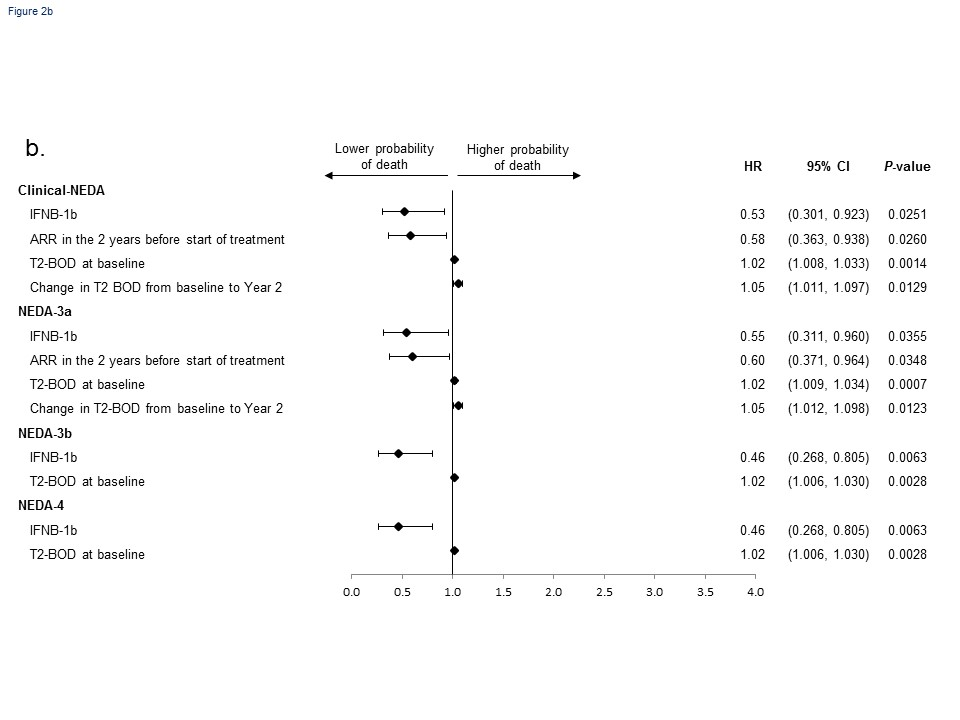 Figure 2b
b.
Lower probability of death
Higher probability of death
HR 95% CI P-value
Clinical-NEDA
IFNB-1b 0.53 (0.301, 0.923) 0.0251
ARR in the 2 years before start of treatment 0.58 (0.363, 0.938) 0.0260
T2-BOD at baseline 1.02 (1.008, 1.033) 0.0014
Change in T2 BOD from baseline to Year 2 1.05 (1.011, 1.097) 0.0129
NEDA-3a
IFNB-1b 0.55 (0.311, 0.960) 0.0355
ARR in the 2 years before start of treatment 0.60 (0.371, 0.964) 0.0348
T2-BOD at baseline 1.02 (1.009, 1.034) 0.0007
Change in T2-BOD from baseline to Year 2 1.05 (1.012, 1.098) 0.0123
NEDA-3b
IFNB-1b 0.46 (0.268, 0.805) 0.0063
T2-BOD at baseline 1.02 (1.006, 1.030) 0.0028
NEDA-4
IFNB-1b 0.46 (0.268, 0.805) 0.0063
T2-BOD at baseline 1.02 (1.006, 1.030) 0.0028
0.0 0.5 1.0 1.5 2.0 2.5 3.0 3.5 4.0